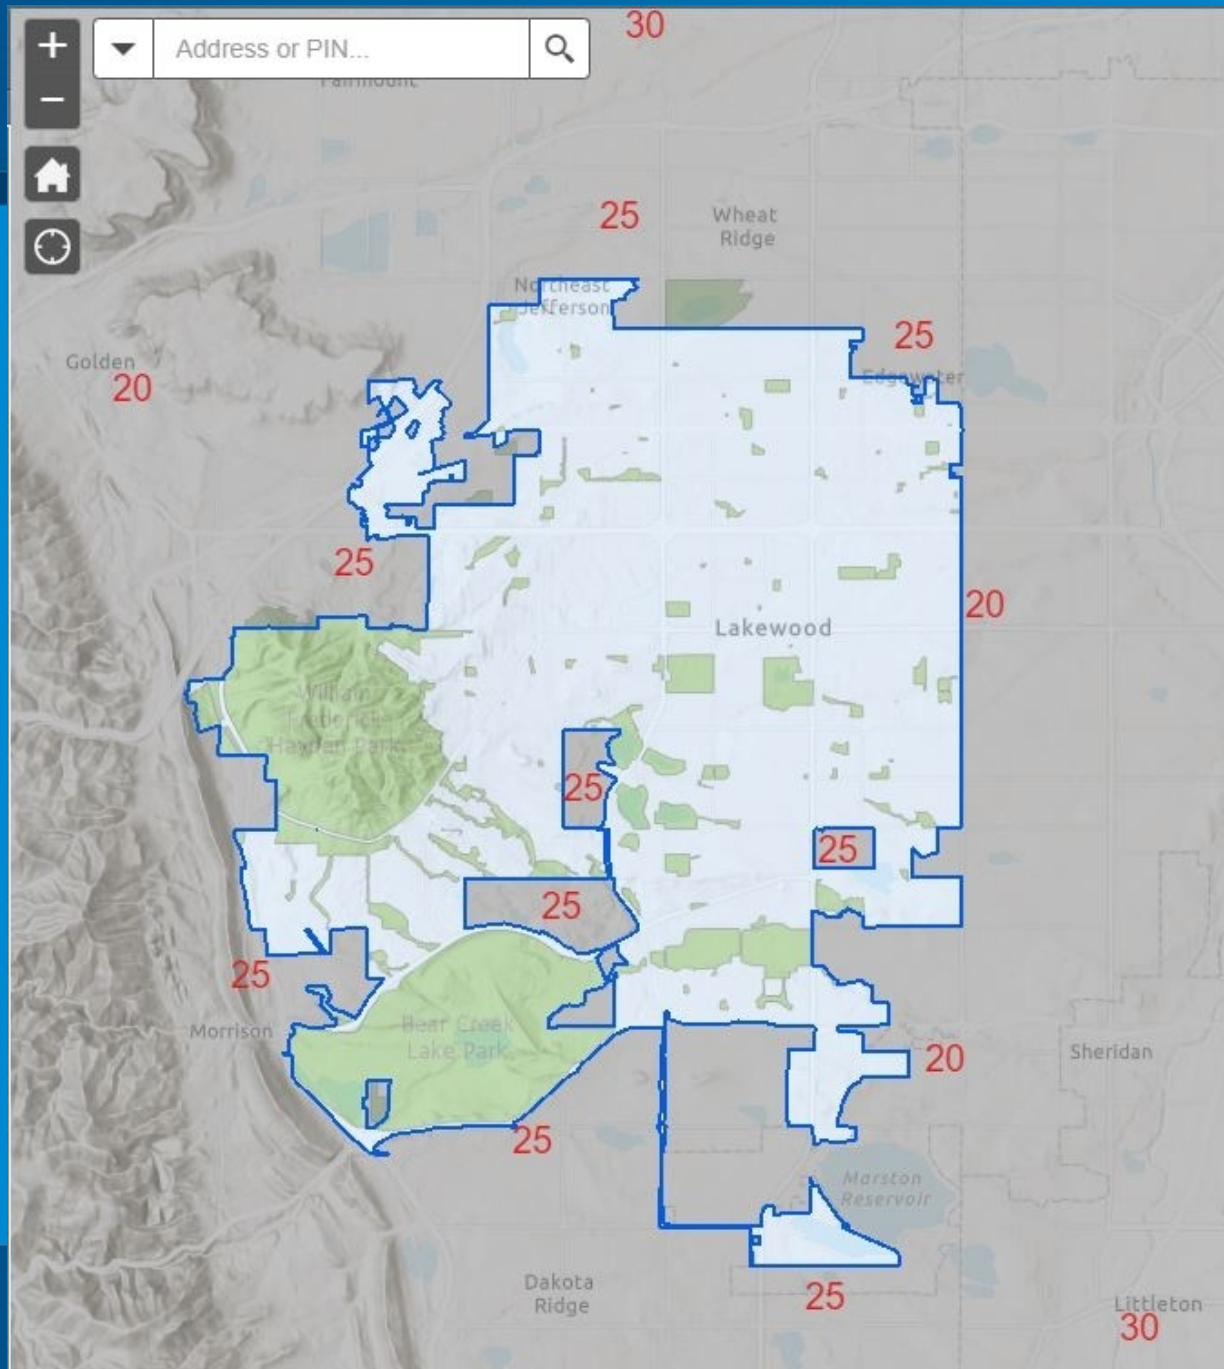 30
+
Address or PIN...
−
Fairmount
25
Wheat
Ridge
Northeast
Jefferson
25
Golden
Edgewater
20
25
20
Lakewood
William
Frederick
Hayden Park
25
25
25
25
Morrison
Bear Creek
Lake Park
20
Sheridan
25
Marston
Reservoir
Dakota
Ridge
25
Littleton
30